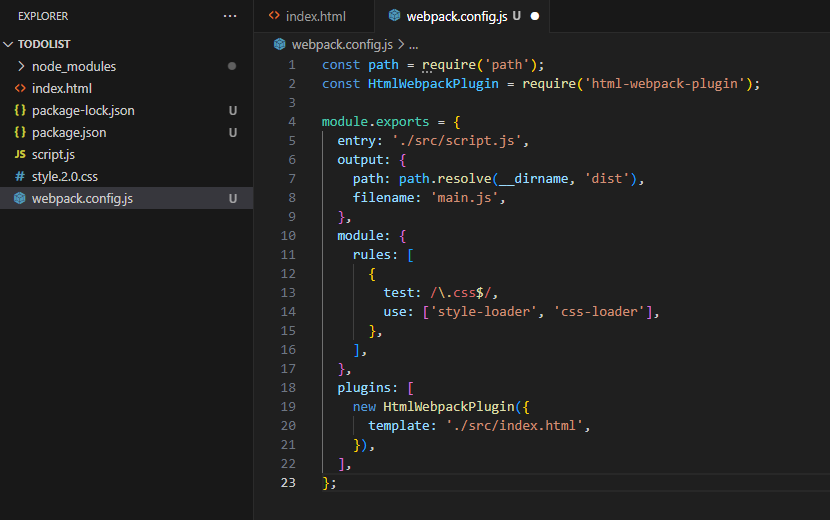 EXPLORER ...
index.html
webpack.config.js U
TODOLIST
node_modules
index.html
package-lock.json U
package.json U
JS script.js
# style.2.0.css
webpack.config.js U
webpack.config.js > ...
1 const path = require('path');
2 const HtmlWebpackPlugin = require('html-webpack-plugin');
3
4 module.exports = {
5   entry: './src/script.js',
6   output: {
7     path: path.resolve(__dirname, 'dist'),
8     filename: 'main.js',
9   },
10   module: {
11     rules: [
12       {
13         test: /\.css$/,
14         use: ['style-loader', 'css-loader'],
15       },
16     ],
17   },
18   plugins: [
19     new HtmlWebpackPlugin({
20       template: './src/index.html',
21     }),
22   ],
23 };